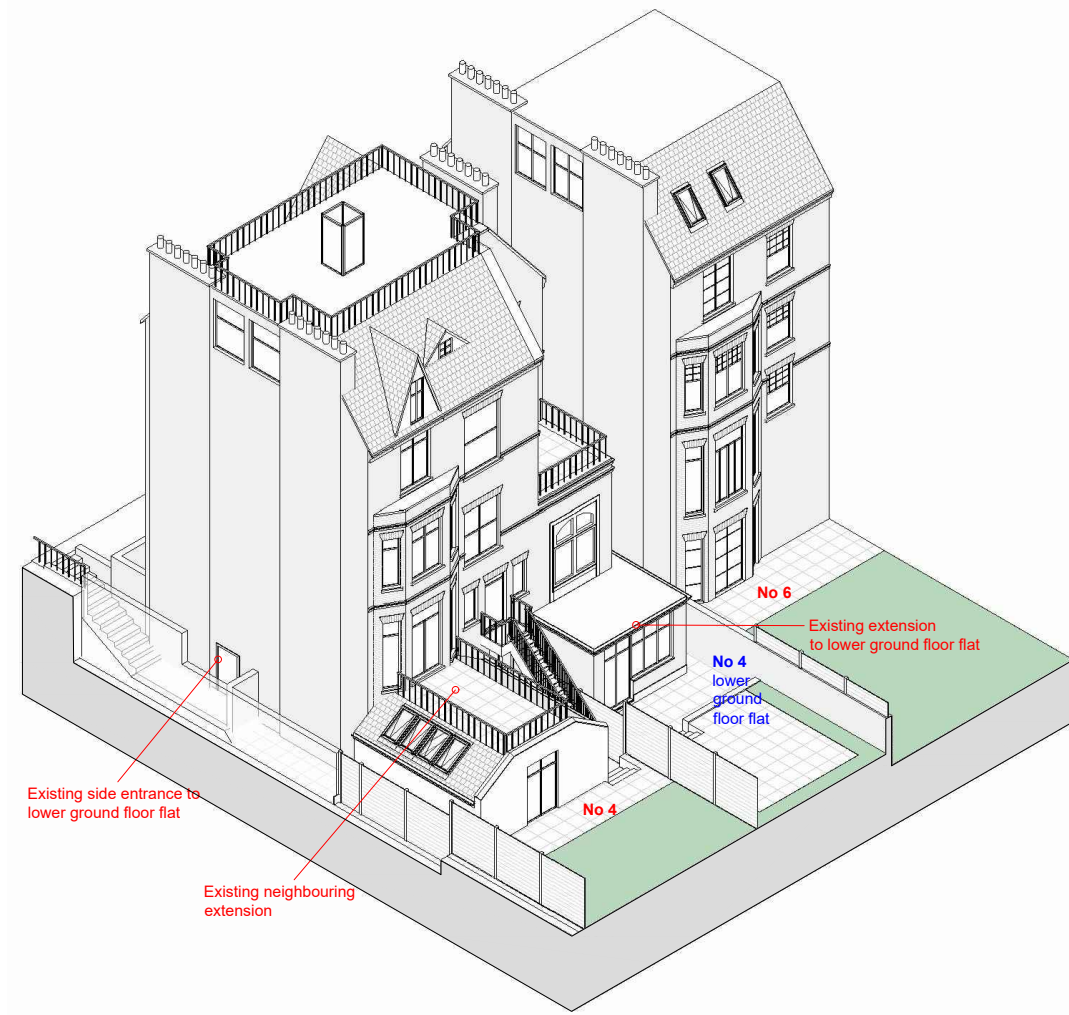 No 6
Existing extension
to lower ground floor flat
No 4
lower
ground
floor flat
Existing side entrance to
lower ground floor flat
No 4
Existing neighbouring
extension